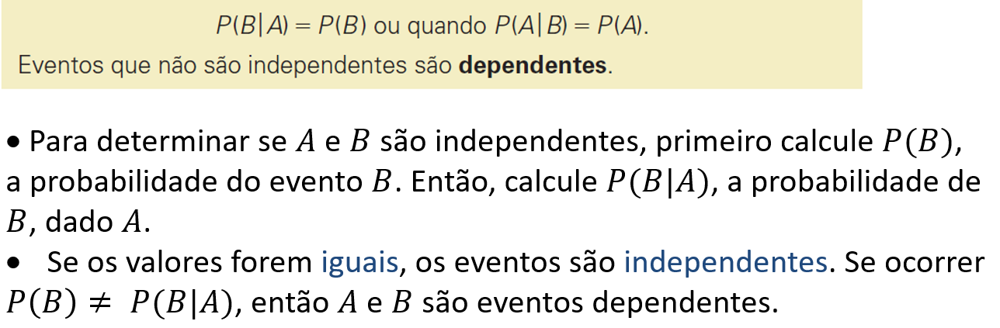 P(B|A) = P(B) ou quando P(A|B) = P(A).
Eventos que não são independentes são dependentes.
• Para determinar se A e B são independentes, primeiro calcule P(B),
a probabilidade do evento B. Então, calcule P(B|A), a probabilidade de
B, dado A.
• Se os valores forem iguais, os eventos são independentes. Se ocorrer
P(B) ≠ P(B|A), então A e B são eventos dependentes.